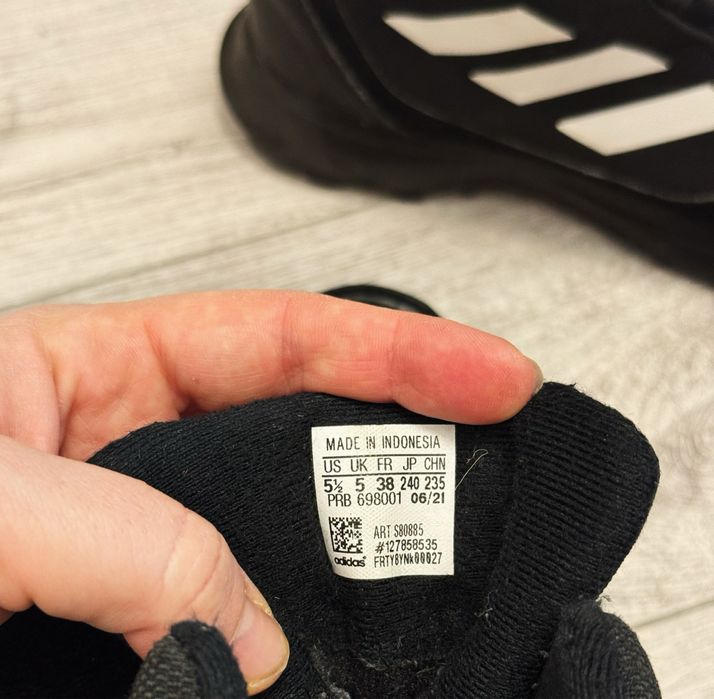 MADE IN INDONESIA
US UK FR JP CHN
5½ 5 38 240 235
PRB 698001 06/21
ART S80885
#127858535
adidas® FRTY8YNk00027